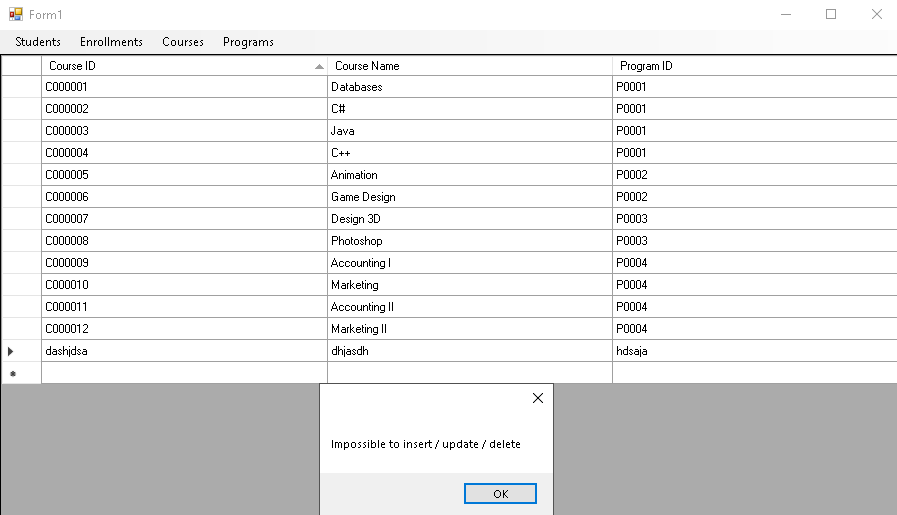 Form1
Students Enrollments Courses Programs
Course ID Course Name Program ID
C000001 Databases P0001
C000002 C# P0001
C000003 Java P0001
C000004 C++ P0001
C000005 Animation P0002
C000006 Game Design P0002
C000007 Design 3D P0003
C000008 Photoshop P0003
C000009 Accounting I P0004
C000010 Marketing P0004
C000011 Accounting II P0004
C000012 Marketing II P0004
dashjdsa dhjasdh hdsaja
Impossible to insert / update / delete
OK